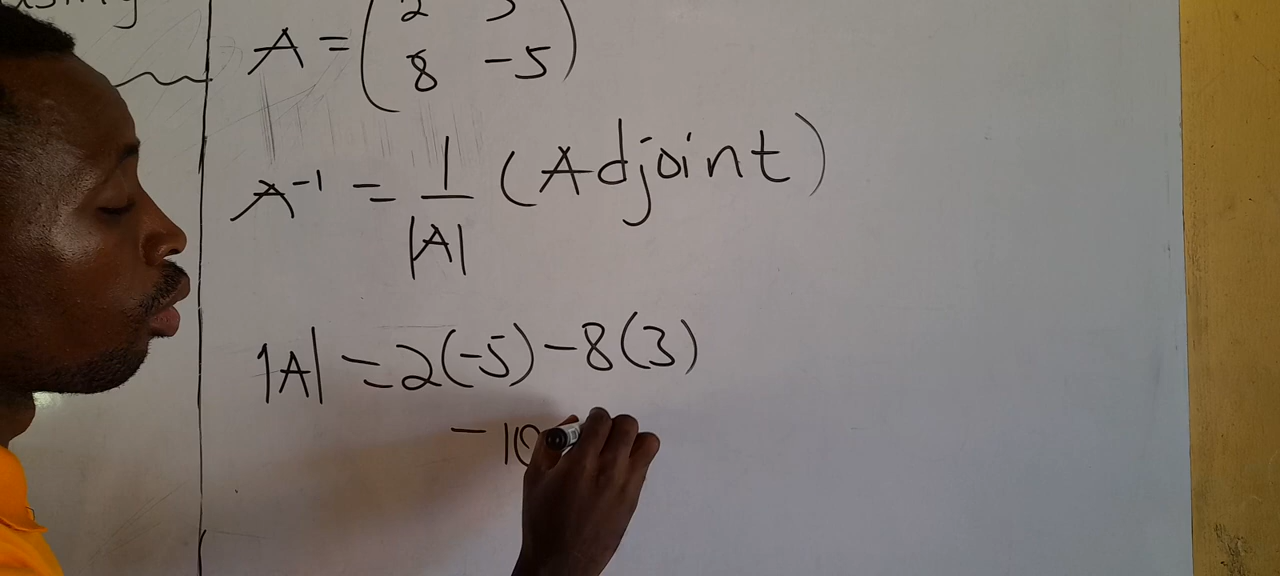 A = ( 2 3
8 -5 )
A⁻¹ = 1/|A| (Adjoint)
|A| = 2(-5) - 8(3)
-10